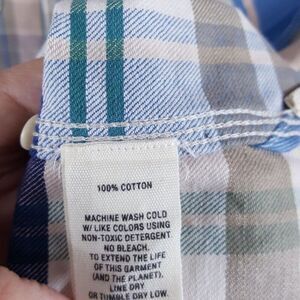 100% COTTON
MACHINE WASH COLD
W/ LIKE COLORS USING
NON-TOXIC DETERGENT.
NO BLEACH.
TO EXTEND THE LIFE
OF THIS GARMENT
(AND THE PLANET),
LINE DRY
OR TUMBLE DRY LOW.